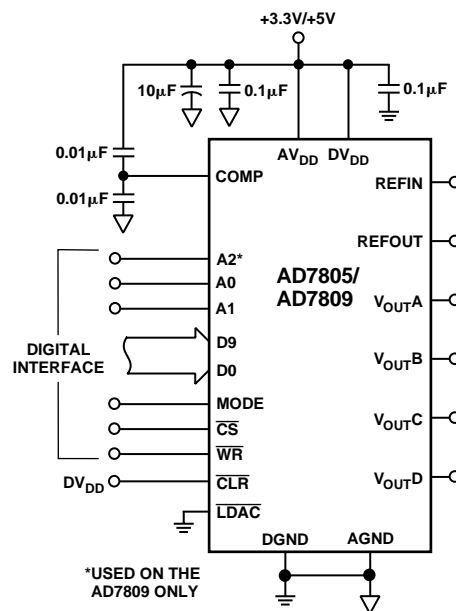 +3.3V/+5V
10μF
0.1μF
0.1μF
AVDD
DVDD
0.01μF
COMP
0.01μF
REFIN
REFOUT
AD7805/
AD7809
VOUTA
VOUTB
VOUTC
VOUTD
A2*
A0
A1
DIGITAL
INTERFACE
D9
D0
MODE
CS
WR
DVDD
CLR
LDAC
DGND
AGND
*USED ON THE
AD7809 ONLY